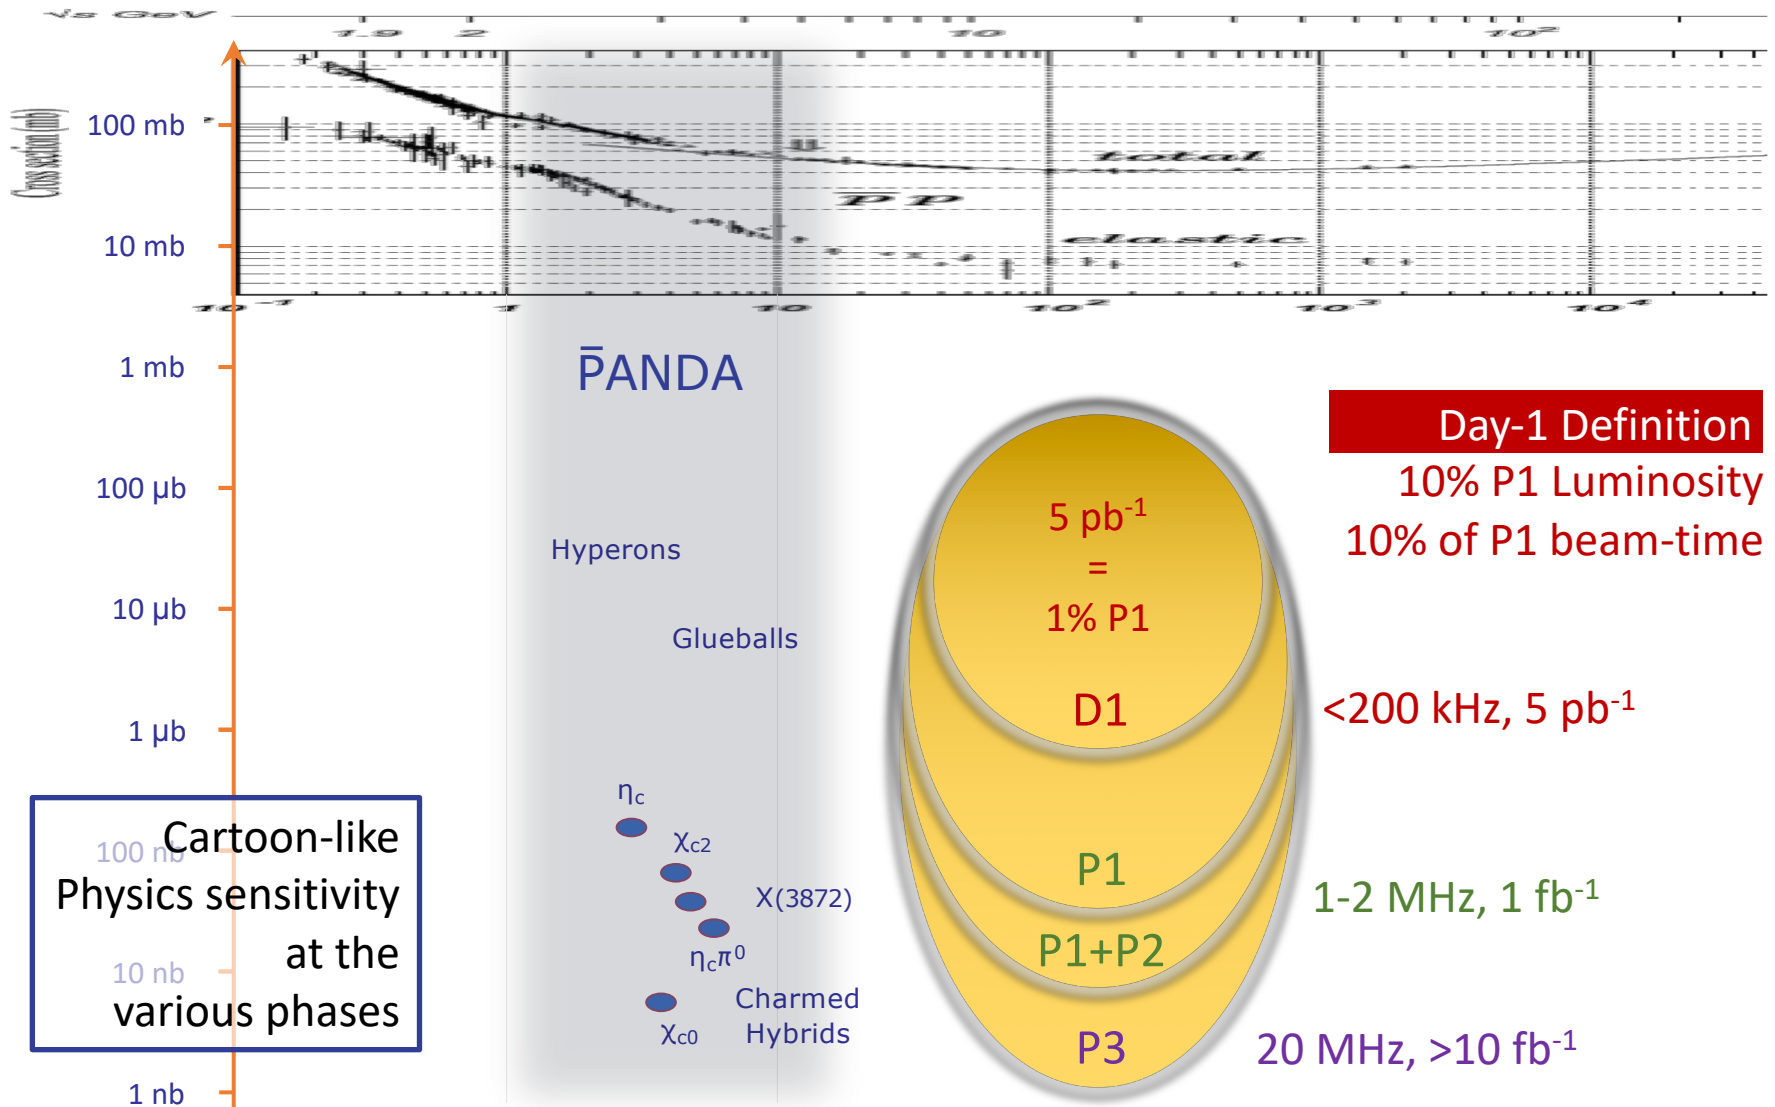 √s GeV
1.9 2 10 10²
Cross section (mb)
100 mb
total
p̅ p
10 mb
elastic
10⁻¹ 1 10 10² 10³ 10⁴
1 mb
P̅ANDA
Day-1 Definition
10% P1 Luminosity
10% of P1 beam-time
100 µb
5 pb⁻¹
=
1% P1
Hyperons
10 µb
Glueballs
D1
<200 kHz, 5 pb⁻¹
1 µb
ηc
χc2
Cartoon-like
100 nb
Physics sensitivity
at the
10 nb
various phases
X(3872)
ηcπ⁰
Charmed
Hybrids
χc0
P1
1-2 MHz, 1 fb⁻¹
P1+P2
P3
20 MHz, >10 fb⁻¹
1 nb